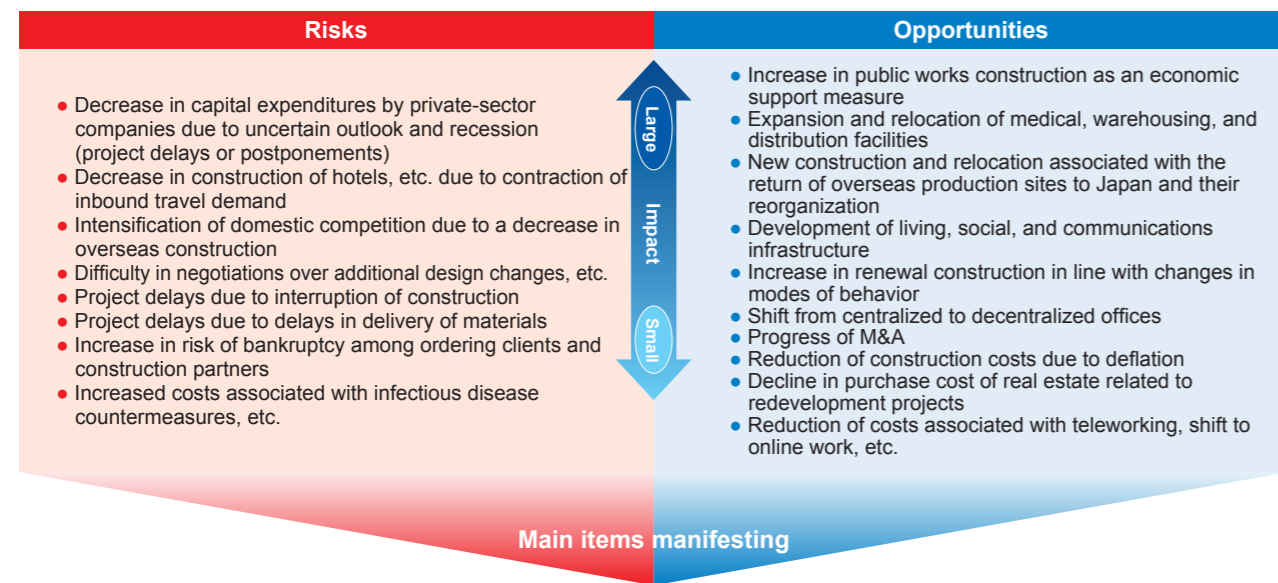 Risks
Opportunities
● Decrease in capital expenditures by private-sector
companies due to uncertain outlook and recession
(project delays or postponements)
● Decrease in construction of hotels, etc. due to contraction of
inbound travel demand
● Intensification of domestic competition due to a decrease in
overseas construction
● Difficulty in negotiations over additional design changes, etc.
● Project delays due to interruption of construction
● Project delays due to delays in delivery of materials
● Increase in risk of bankruptcy among ordering clients and
construction partners
● Increased costs associated with infectious disease
countermeasures, etc.
Large
Impact
Small
● Increase in public works construction as an economic
support measure
● Expansion and relocation of medical, warehousing, and
distribution facilities
● New construction and relocation associated with the
return of overseas production sites to Japan and their
reorganization
● Development of living, social, and communications
infrastructure
● Increase in renewal construction in line with changes in
modes of behavior
● Shift from centralized to decentralized offices
● Progress of M&A
● Reduction of construction costs due to deflation
● Decline in purchase cost of real estate related to
redevelopment projects
● Reduction of costs associated with teleworking, shift to
online work, etc.
Main items manifesting